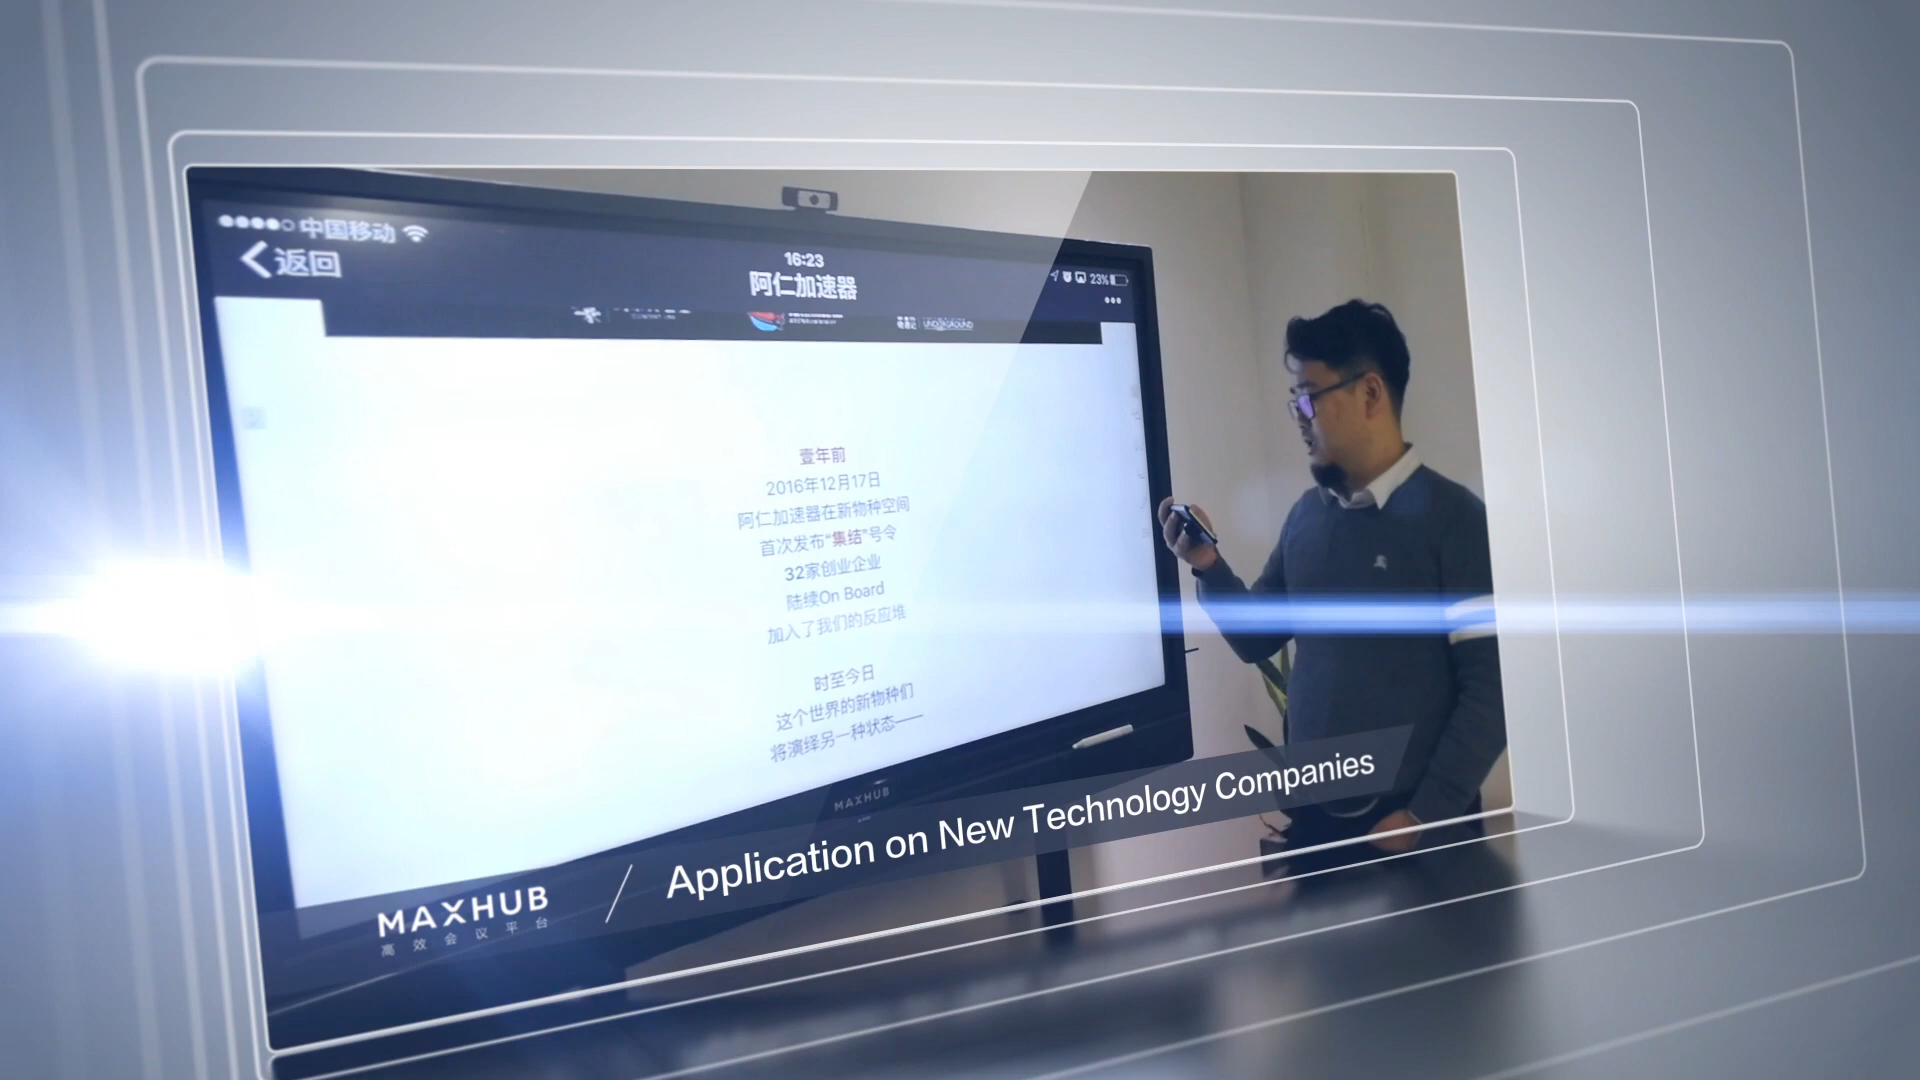 中国移动
返回
16:23
阿仁加速器
23%
UNDERGROUND
壹年前
2016年12月17日
阿仁加速器在新物种空间
首次发布“集结”号令
32家创业企业
陆续On Board
加入了我们的反应堆
时至今日
这个世界的新物种们
将演绎另一种状态——
MAXHUB
MAXHUB
高效会议平台
Application on New Technology Companies